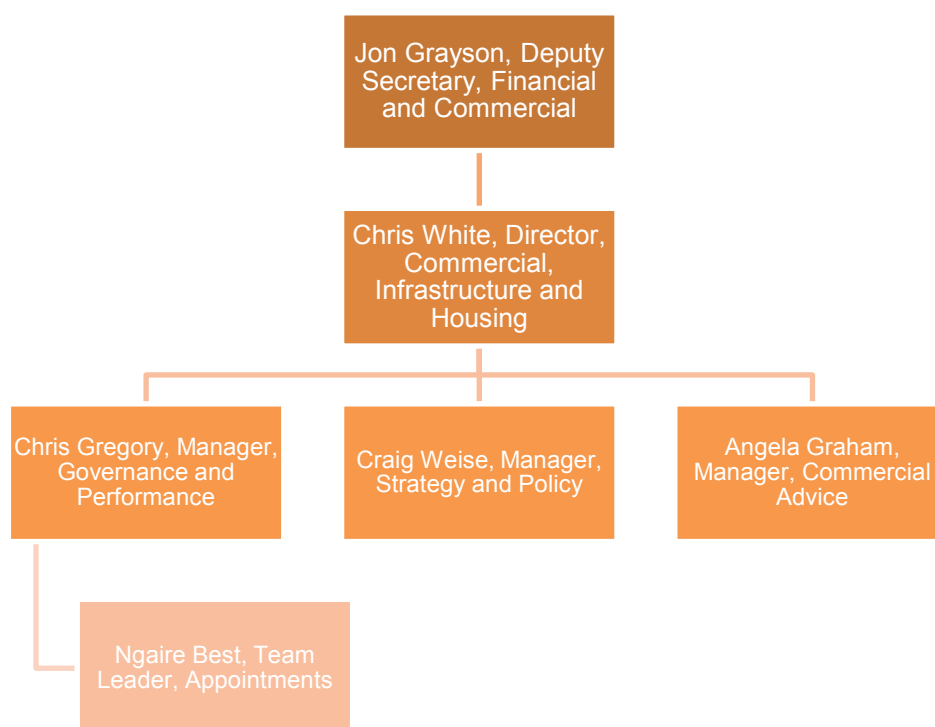 Jon Grayson, Deputy
Secretary, Financial
and Commercial
Chris White, Director,
Commercial,
Infrastructure and
Housing
Chris Gregory, Manager,
Governance and
Performance
Craig Weise, Manager,
Strategy and Policy
Angela Graham,
Manager, Commercial
Advice
Ngaire Best, Team
Leader, Appointments